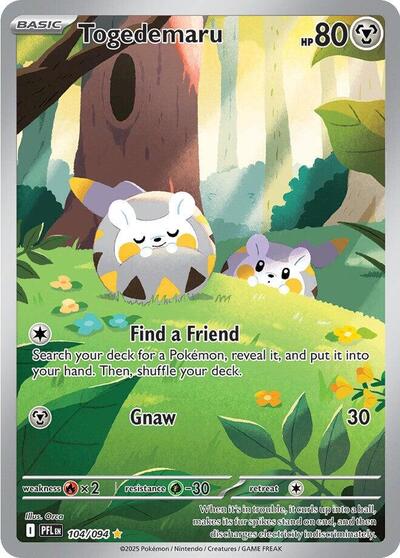 BASIC
Togedemaru
HP 80
Find a Friend
Search your deck for a Pokémon, reveal it, and put it into
your hand. Then, shuffle your deck.
Gnaw 30
weakness ×2 resistance -30 retreat
Illus. Orca
I PFL EN 104/094
When it's in trouble, it curls up into a ball,
makes its fur spikes stand on end, and then
discharges electricity indiscriminately.
©2025 Pokémon / Nintendo / Creatures / GAME FREAK